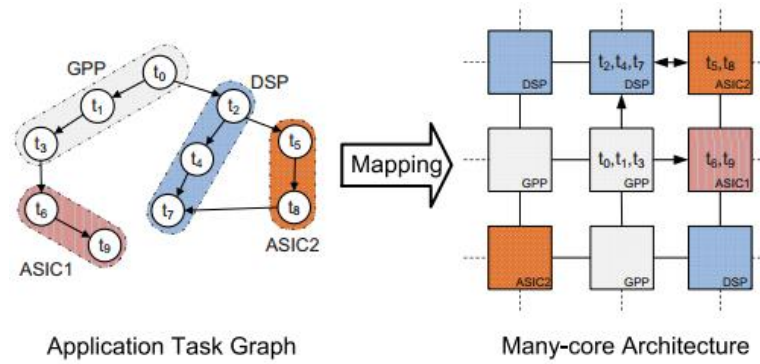 GPP
t0
DSP
t1
t2
t3
t5
t4
t6
t7
t8
t9
ASIC1
ASIC2
Application Task Graph
Mapping
DSP
t2,t4,t7
DSP
t5,t8
ASIC2
GPP
t0,t1,t3
GPP
t6,t9
ASIC1
ASIC2
GPP
DSP
Many-core Architecture